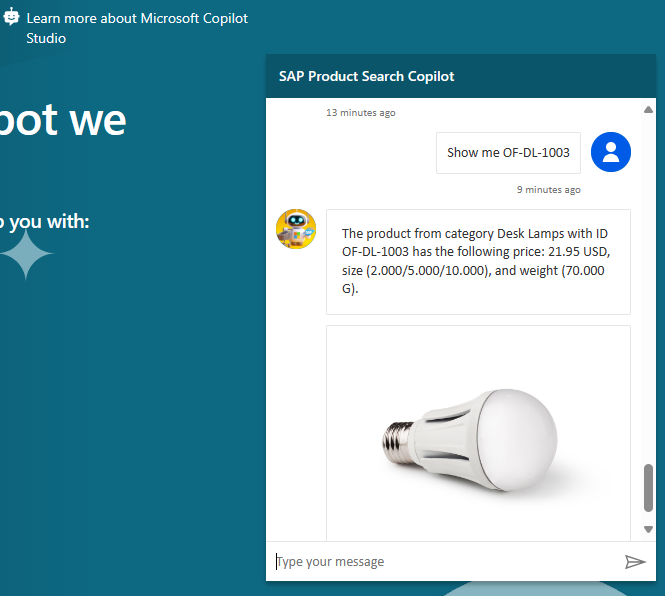 Learn more about Microsoft Copilot
Studio
bot we
you with:
SAP Product Search Copilot
13 minutes ago
Show me OF-DL-1003
9 minutes ago
The product from category Desk Lamps with ID
OF-DL-1003 has the following price: 21.95 USD,
size (2.000/5.000/10.000), and weight (70.000
G).
Type your message